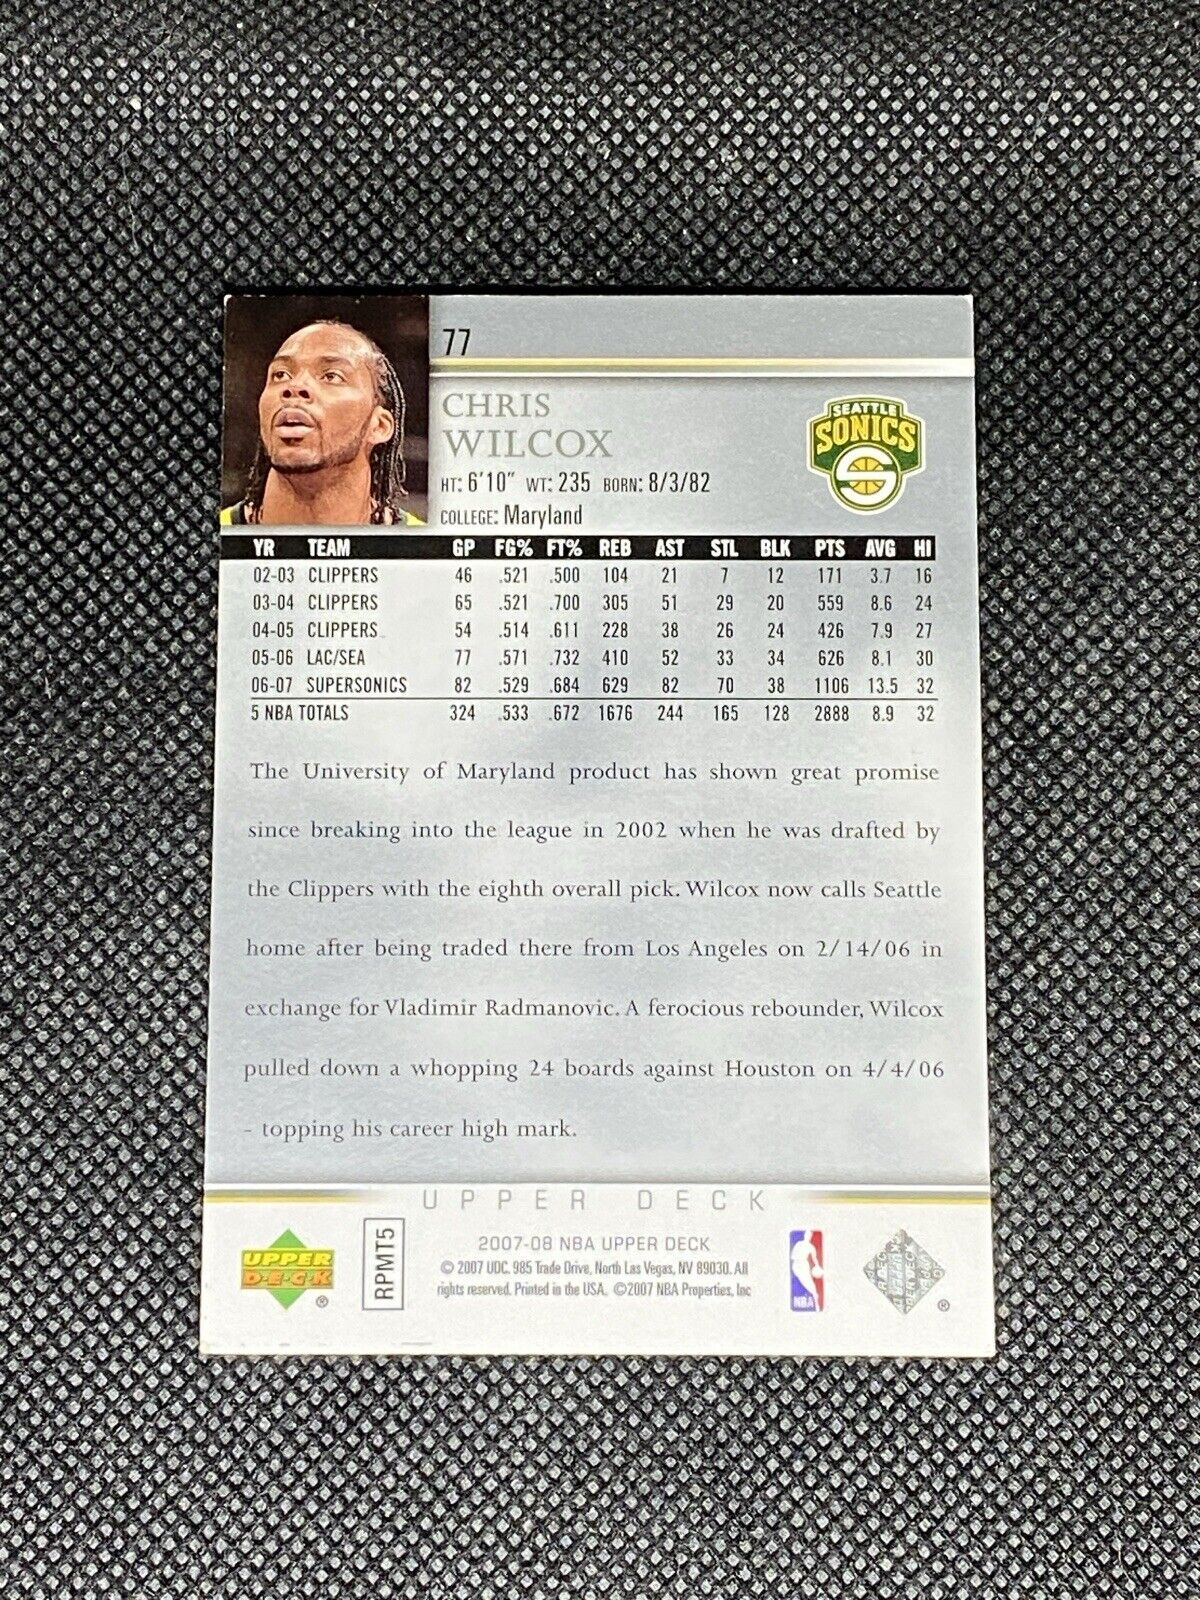 77
CHRIS
WILCOX
HT: 6'10" WT: 235 BORN: 8/3/82
COLLEGE: Maryland
SEATTLE
SONICS
YR TEAM GP FG% FT% REB AST STL BLK PTS AVG HI
02-03 CLIPPERS 46 .521 .500 104 21 7 12 171 3.7 16
03-04 CLIPPERS 65 .521 .700 305 51 29 20 559 8.6 24
04-05 CLIPPERS 54 .514 .611 228 38 26 24 426 7.9 27
05-06 LAC/SEA 77 .571 .732 410 52 33 34 626 8.1 30
06-07 SUPERSONICS 82 .529 .684 629 82 70 38 1106 13.5 32
5 NBA TOTALS 324 .533 .672 1676 244 165 128 2888 8.9 32
The University of Maryland product has shown great promise
since breaking into the league in 2002 when he was drafted by
the Clippers with the eighth overall pick. Wilcox now calls Seattle
home after being traded there from Los Angeles on 2/14/06 in
exchange for Vladimir Radmanovic. A ferocious rebounder, Wilcox
pulled down a whopping 24 boards against Houston on 4/4/06
- topping his career high mark.
UPPER DECK
UPPER
DECK
®
RPMT5
2007-08 NBA UPPER DECK
© 2007 UDC, 985 Trade Drive, North Las Vegas, NV 89030. All
rights reserved. Printed in the USA. ©2007 NBA Properties, Inc
NBA
®